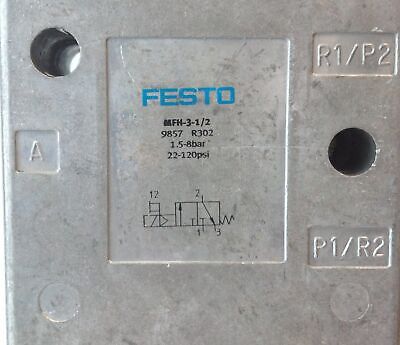 R1/P2
FESTO
MFH-3-1/2
9857 R302
1.5-8bar
22-120psi
A
12 2
1 3
P1/R2